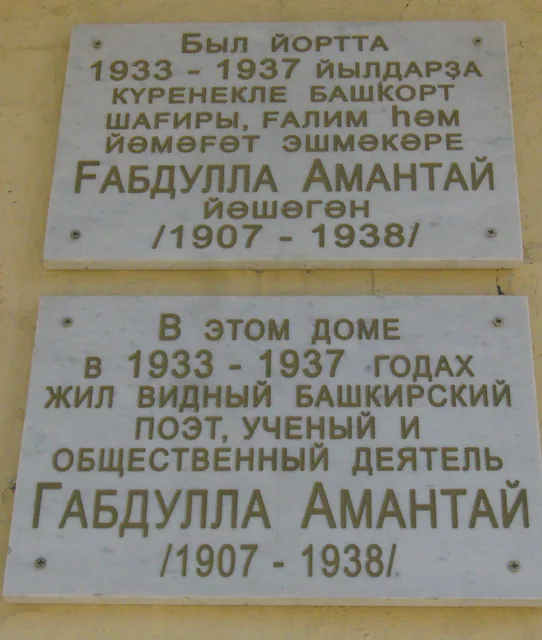 Был йортта
1933 - 1937 йылдарҙа
күренекле башҡорт
шағиры, ғалим һәм
йәмәғәт эшмәкәре
Ғабдулла Амантай
йәшәгән
/1907 - 1938/
В этом доме
в 1933 - 1937 годах
жил видный башкирский
поэт, ученый и
общественный деятель
Габдулла Амантай
/1907 - 1938/.